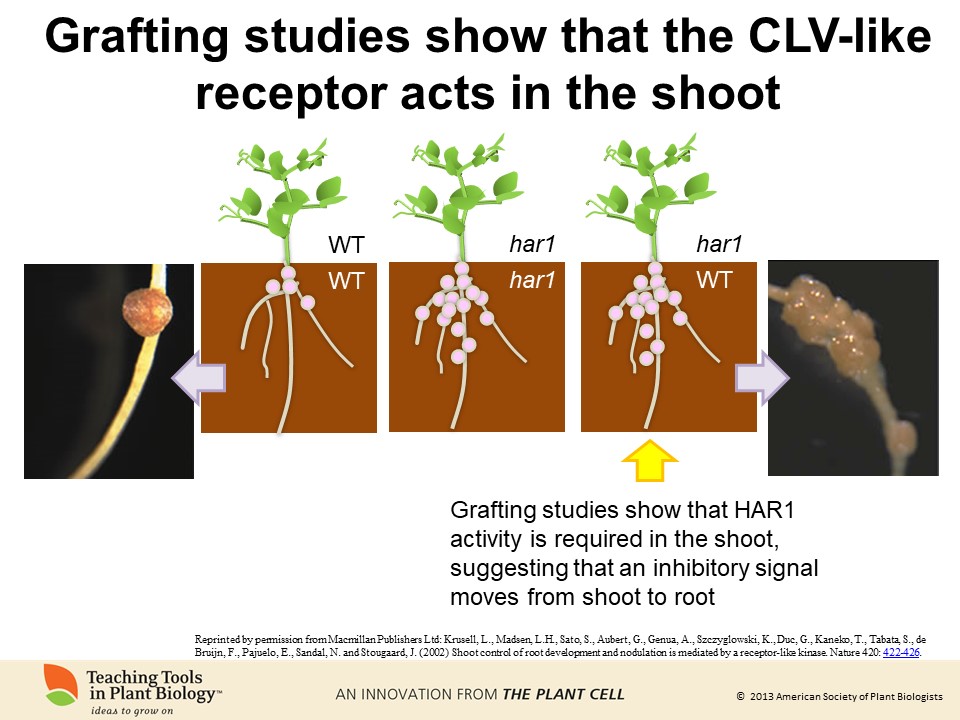 Grafting studies show that the CLV-like
receptor acts in the shoot
WT
WT
har1
har1
har1
WT
Grafting studies show that HAR1
activity is required in the shoot,
suggesting that an inhibitory signal
moves from shoot to root
Reprinted by permission from Macmillan Publishers Ltd: Krusell, L., Madsen, L.H., Sato, S., Aubert, G., Genua, A., Szczyglowski, K., Duc, G., Kaneko, T., Tabata, S., de
Bruijn, F., Pajuelo, E., Sandal, N. and Stougaard, J. (2002) Shoot control of root development and nodulation is mediated by a receptor-like kinase. Nature 420: 422-426.
Teaching Tools
in Plant Biology™
ideas to grow on
AN INNOVATION FROM THE PLANT CELL
© 2013 American Society of Plant Biologists